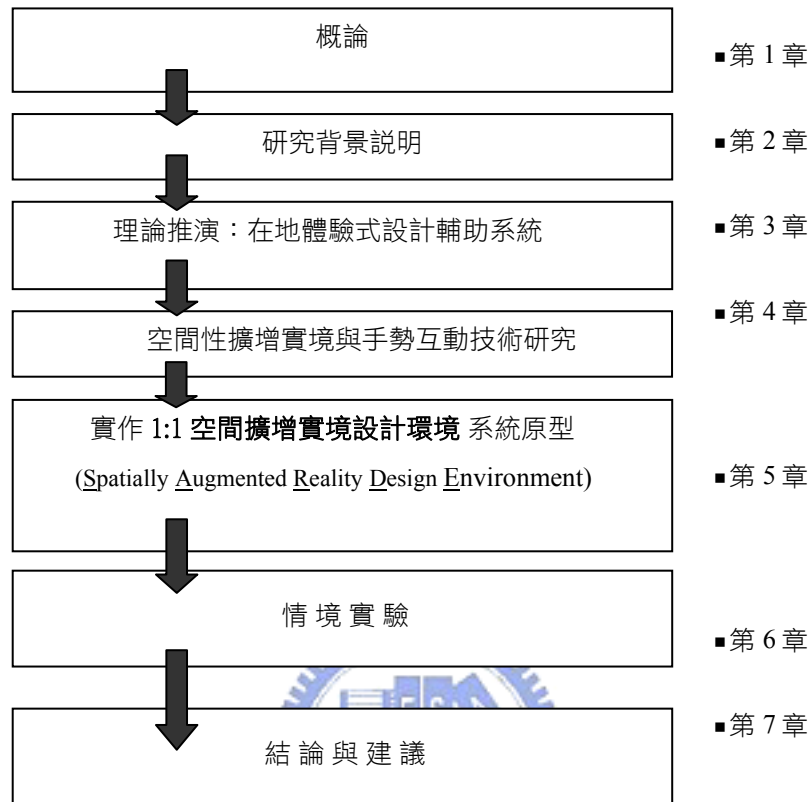 概論
■第 1 章
研究背景説明
■第 2 章
理論推演：在地體驗式設計輔助系統
■第 3 章
■第 4 章
空間性擴增實境與手勢互動技術研究
實作 1:1 空間擴增實境設計環境 系統原型
(Spatially Augmented Reality Design Environment)
■第 5 章
情 境 實 驗
■第 6 章
■第 7 章
結 論 與 建 議